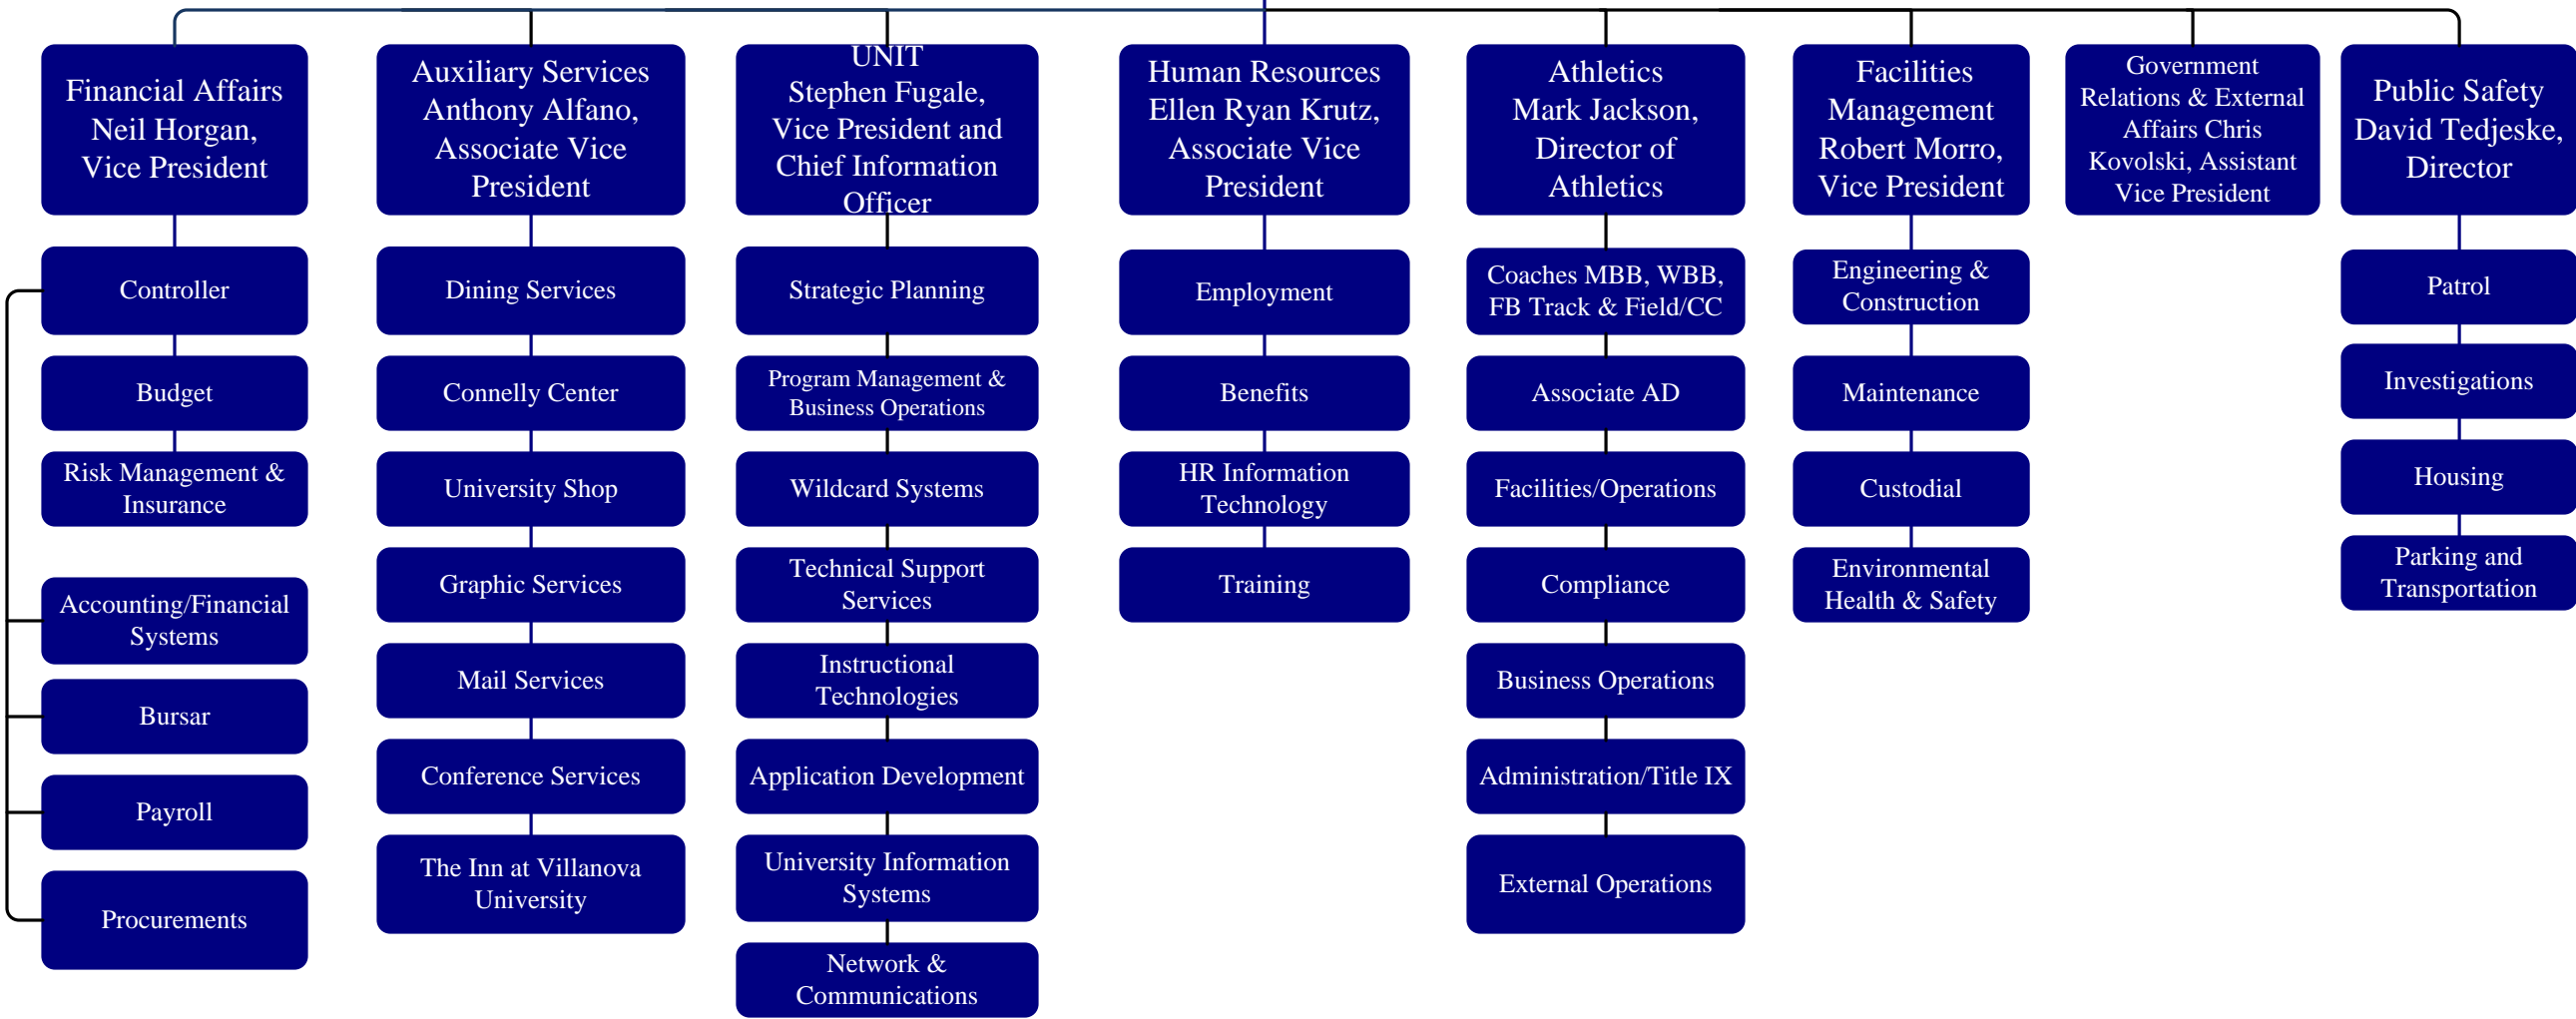 Financial Affairs
Neil Horgan,
Vice President
Controller
Budget
Risk Management &
Insurance
Accounting/Financial
Systems
Bursar
Payroll
Procurements
Auxiliary Services
Anthony Alfano,
Associate Vice
President
Dining Services
Connelly Center
University Shop
Graphic Services
Mail Services
Conference Services
The Inn at Villanova
University
UNIT
Stephen Fugale,
Vice President and
Chief Information
Officer
Strategic Planning
Program Management &
Business Operations
Wildcard Systems
Technical Support
Services
Instructional
Technologies
Application Development
University Information
Systems
Network &
Communications
Human Resources
Ellen Ryan Krutz,
Associate Vice
President
Employment
Benefits
HR Information
Technology
Training
Athletics
Mark Jackson,
Director of
Athletics
Coaches MBB, WBB,
FB Track & Field/CC
Associate AD
Facilities/Operations
Compliance
Business Operations
Administration/Title IX
External Operations
Facilities
Management
Robert Morro,
Vice President
Engineering &
Construction
Maintenance
Custodial
Environmental
Health & Safety
Government
Relations & External
Affairs Chris
Kovolski, Assistant
Vice President
Public Safety
David Tedjeske,
Director
Patrol
Investigations
Housing
Parking and
Transportation